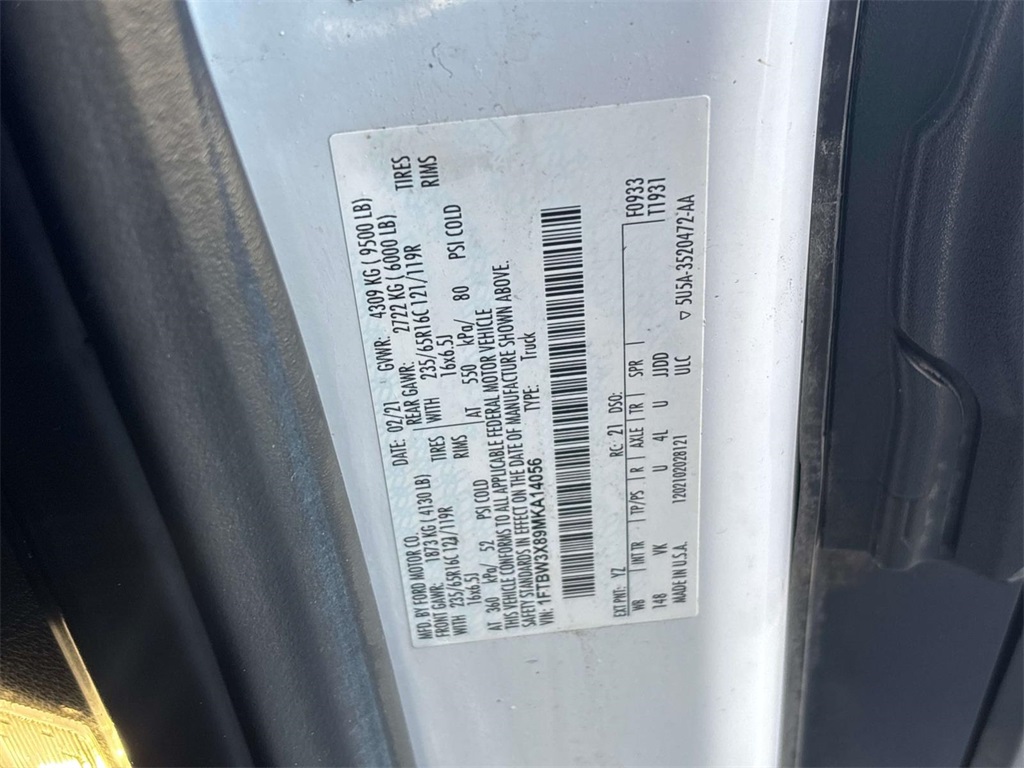 MFD. BY FORD MOTOR CO. DATE: 02/21 GVWR: 4309 KG ( 9500 LB)
FRONT GAWR: 1873 KG ( 4130 LB) REAR GAWR: 2722 KG ( 6000 LB)
WITH 235/65R16C 121/119R TIRES WITH 235/65R16C 121/119R TIRES
16x6.5J RIMS 16x6.5J RIMS
AT 360 kPa/ 52 PSI COLD AT 550 kPa/ 80 PSI COLD
THIS VEHICLE CONFORMS TO ALL APPLICABLE FEDERAL MOTOR VEHICLE
SAFETY STANDARDS IN EFFECT ON THE DATE OF MANUFACTURE SHOWN ABOVE.
VIN: 1FTBW3X89MKA14056 TYPE: Truck
EXT PNT: YZ RC: 21 DSO: F0933
WB INT TR TP/PS R AXLE TR SPR T1931
148 VK U 4L U JJDD
MADE IN U.S.A. 12021020281​21 ULC ▽ 5U5A-3520472-AA